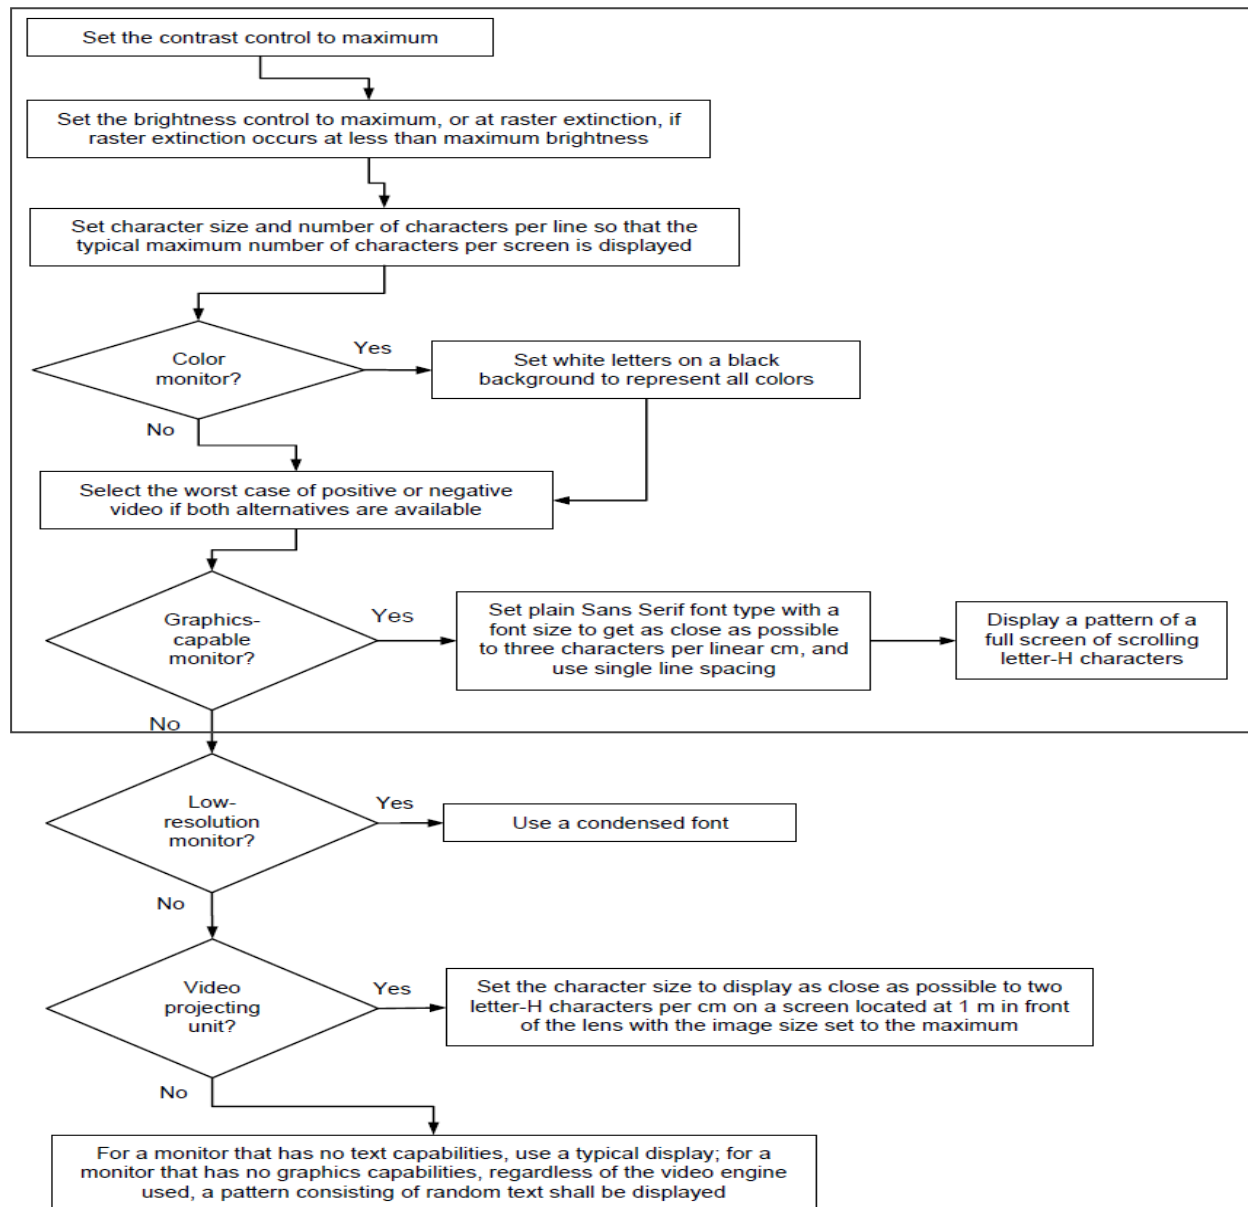 Set the contrast control to maximum
Set the brightness control to maximum, or at raster extinction, if
raster extinction occurs at less than maximum brightness
Set character size and number of characters per line so that the
typical maximum number of characters per screen is displayed
Color
monitor?
Yes
Set white letters on a black
background to represent all colors
No
Select the worst case of positive or negative
video if both alternatives are available
Graphics-
capable
monitor?
Yes
Set plain Sans Serif font type with a
font size to get as close as possible
to three characters per linear cm, and
use single line spacing
Display a pattern of a
full screen of scrolling
letter-H characters
No
Low-
resolution
monitor?
Yes
Use a condensed font
No
Video
projecting
unit?
Yes
Set the character size to display as close as possible to two
letter-H characters per cm on a screen located at 1 m in front
of the lens with the image size set to the maximum
No
For a monitor that has no text capabilities, use a typical display; for
a monitor that has no graphics capabilities, regardless of the video engine
used, a pattern consisting of random text shall be displayed